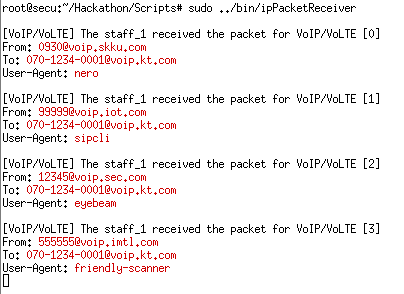 root@secu:~/Hackathon/Scripts# sudo ../bin/ipPacketReceiver
[VoIP/VoLTE] The staff_1 received the packet for VoIP/VoLTE [0]
From: 0930@voip.skku.com
To: 070-1234-0001@voip.kt.com
User-Agent: nero
[VoIP/VoLTE] The staff_1 received the packet for VoIP/VoLTE [1]
From: 99999@voip.iot.com
To: 070-1234-0001@voip.kt.com
User-Agent: sipcli
[VoIP/VoLTE] The staff_1 received the packet for VoIP/VoLTE [2]
From: 12345@voip.sec.com
To: 070-1234-0001@voip.kt.com
User-Agent: eyebeam
[VoIP/VoLTE] The staff_1 received the packet for VoIP/VoLTE [3]
From: 555555@voip.imtl.com
To: 070-1234-0001@voip.kt.com
User-Agent: friendly-scanner